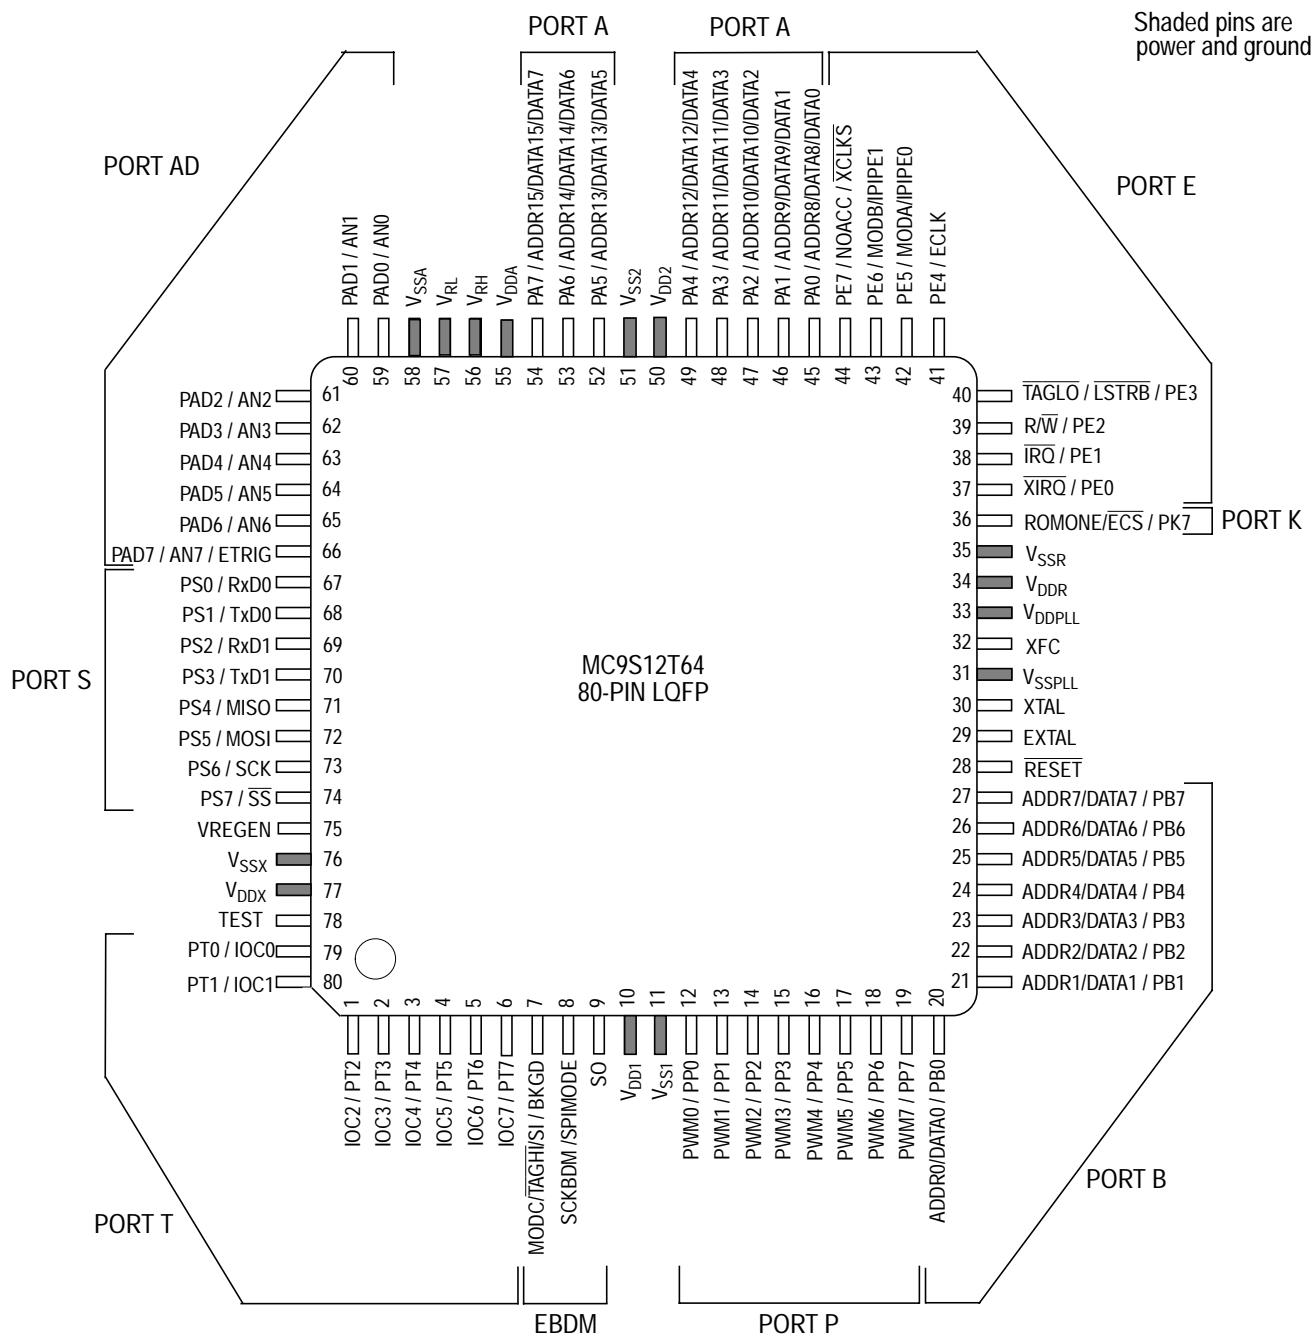 PORT A
PORT A
Shaded pins are
power and ground
PORT AD
PORT E
PAD1 / AN1
PAD0 / AN0
VSSA
VRL
VRH
VDDA
PA7 / ADDR15/DATA15/DATA7
PA6 / ADDR14/DATA14/DATA6
PA5 / ADDR13/DATA13/DATA5
VSS2
VDD2
PA4 / ADDR12/DATA12/DATA4
PA3 / ADDR11/DATA11/DATA3
PA2 / ADDR10/DATA10/DATA2
PA1 / ADDR9/DATA9/DATA1
PA0 / ADDR8/DATA8/DATA0
PE7 / NOACC / XCLKS
PE6 / MODB/IPIPE1
PE5 / MODA/IPIPE0
PE4 / ECLK
60
59
58
57
56
55
54
53
52
51
50
49
48
47
46
45
44
43
42
41
PAD2 / AN2 61
PAD3 / AN3 62
PAD4 / AN4 63
PAD5 / AN5 64
PAD6 / AN6 65
PAD7 / AN7 / ETRIG 66
PS0 / RxD0 67
PS1 / TxD0 68
PS2 / RxD1 69
PS3 / TxD1 70
PS4 / MISO 71
PS5 / MOSI 72
PS6 / SCK 73
PS7 / SS 74
VREGEN 75
VSSX 76
VDDX 77
TEST 78
PT0 / IOC0 79
PT1 / IOC1 80
PORT S
MC9S12T64
80-PIN LQFP
40 TAGLO / LSTRB / PE3
39 R/W / PE2
38 IRQ / PE1
37 XIRQ / PE0
36 ROMONE/ECS / PK7
PORT K
35 VSSR
34 VDDR
33 VDDPLL
32 XFC
31 VSSPLL
30 XTAL
29 EXTAL
28 RESET
27 ADDR7/DATA7 / PB7
26 ADDR6/DATA6 / PB6
25 ADDR5/DATA5 / PB5
24 ADDR4/DATA4 / PB4
23 ADDR3/DATA3 / PB3
22 ADDR2/DATA2 / PB2
21 ADDR1/DATA1 / PB1
1
2
3
4
5
6
7
8
9
10
11
12
13
14
15
16
17
18
19
20
IOC2 / PT2
IOC3 / PT3
IOC4 / PT4
IOC5 / PT5
IOC6 / PT6
IOC7 / PT7
MODC/TAGHI/SI / BKGD
SCKBDM /SPIMODE
SO
VDD1
VSS1
PWM0 / PP0
PWM1 / PP1
PWM2 / PP2
PWM3 / PP3
PWM4 / PP4
PWM5 / PP5
PWM6 / PP6
PWM7 / PP7
ADDR0/DATA0 / PB0
PORT T
PORT B
EBDM
PORT P